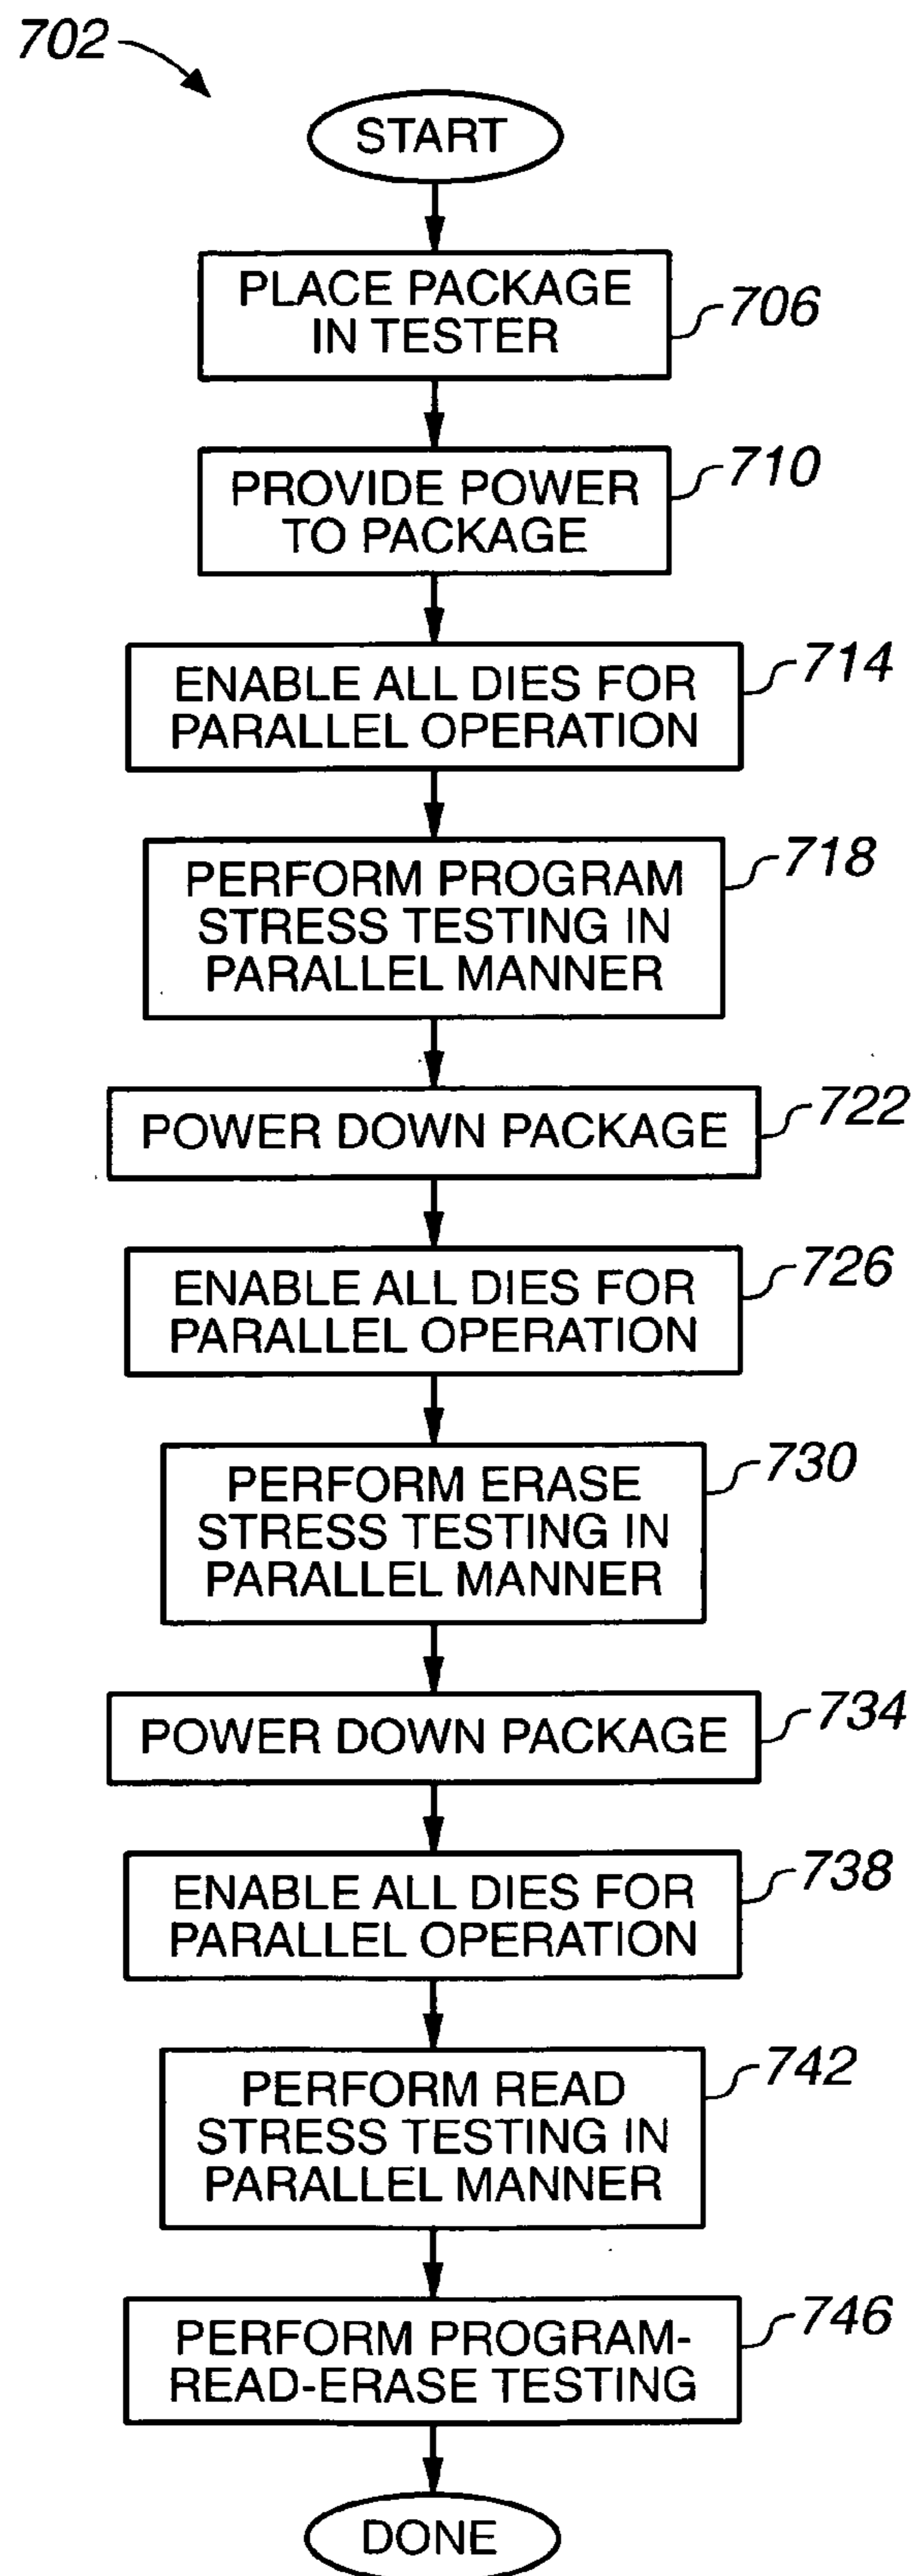 702
START
PLACE PACKAGE
IN TESTER
706
PROVIDE POWER
TO PACKAGE
710
ENABLE ALL DIES FOR
PARALLEL OPERATION
714
PERFORM PROGRAM
STRESS TESTING IN
PARALLEL MANNER
718
POWER DOWN PACKAGE
722
ENABLE ALL DIES FOR
PARALLEL OPERATION
726
PERFORM ERASE
STRESS TESTING IN
PARALLEL MANNER
730
POWER DOWN PACKAGE
734
ENABLE ALL DIES FOR
PARALLEL OPERATION
738
PERFORM READ
STRESS TESTING IN
PARALLEL MANNER
742
PERFORM PROGRAM-
READ-ERASE TESTING
746
DONE